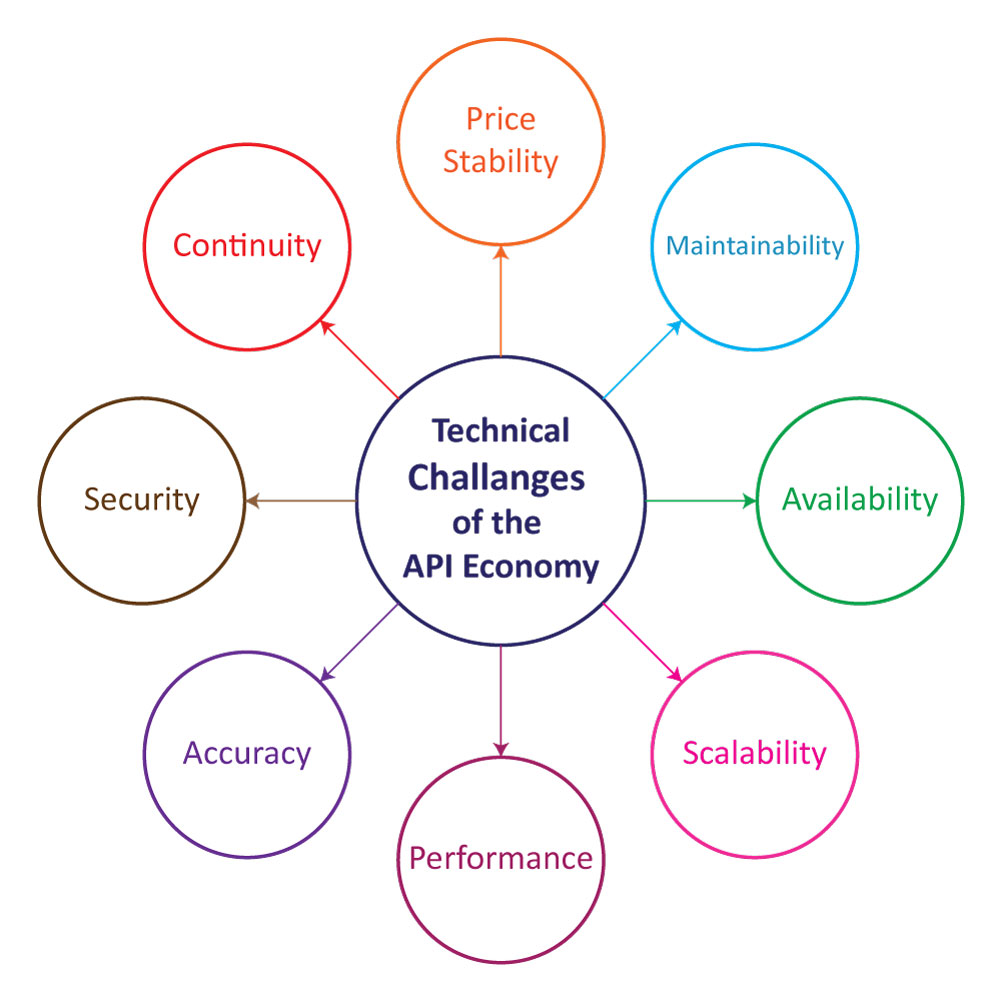 Price
Stability
Continuity
Maintainability
Technical
Challanges
of the
API Economy
Security
Availability
Accuracy
Scalability
Performance